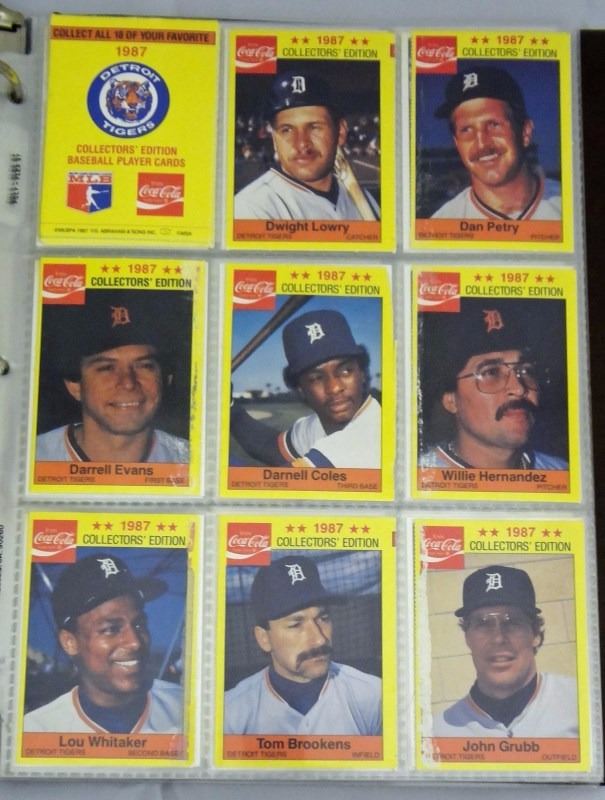 COLLECT ALL 18 OF YOUR FAVORITE
1987
DETROIT
TIGERS
COLLECTORS' EDITION
BASEBALL PLAYER CARDS
MLB
Coca-Cola
Coca-Cola
★★ 1987 ★★
COLLECTORS' EDITION
D
Dwight Lowry
DETROIT TIGERS CATCHER
Coca-Cola
★★ 1987 ★★
COLLECTORS' EDITION
D
Dan Petry
DETROIT TIGERS PITCHER
Enjoy
Coca-Cola
★★ 1987 ★★
COLLECTORS' EDITION
D
Darrell Evans
DETROIT TIGERS FIRST BASE
Enjoy
Coca-Cola
★★ 1987 ★★
COLLECTORS' EDITION
D
Darnell Coles
DETROIT TIGERS THIRD BASE
Coca-Cola
★★ 1987 ★★
COLLECTORS' EDITION
D
Willie Hernandez
DETROIT TIGERS PITCHER
Enjoy
Coca-Cola
★★ 1987 ★★
COLLECTORS' EDITION
D
Lou Whitaker
DETROIT TIGERS SECOND BASE
Enjoy
Coca-Cola
★★ 1987 ★★
COLLECTORS' EDITION
D
Tom Brookens
DETROIT TIGERS INFIELD
Coca-Cola
★★ 1987 ★★
COLLECTORS' EDITION
D
John Grubb
DETROIT TIGERS OUTFIELD